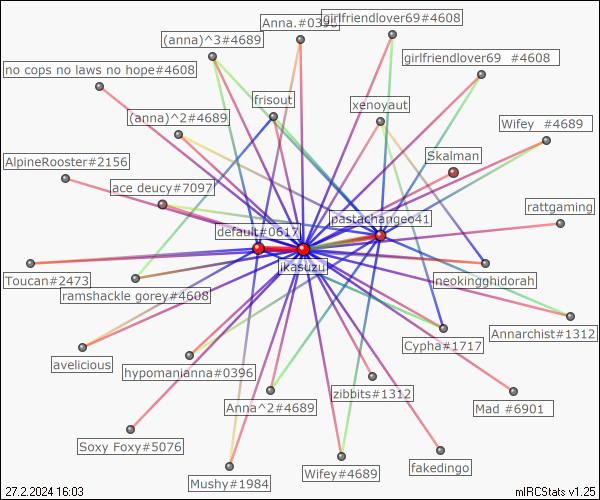 Anna.#0396
girlfriendlover69#4608
(anna)^3#4689
girlfriendlover69 #4608
no cops no laws no hope#4608
frisout
xenoyaut
(anna)^2#4689
Wifey #4689
AlpineRooster#2156
Skalman
ace deucy#7097
rattgaming
pastachangeo41
default#0617
ikasuzu
Toucan#2473
neokingghidorah
ramshackle gorey#4608
Annarchist#1312
Cypha#1717
avelicious
hypomanianna#0396
zibbits#1312
Anna^2#4689
Mad #6901
Soxy Foxy#5076
fakedingo
Wifey#4689
Mushy#1984
27.2.2024 16:03
mIRCStats v1.25